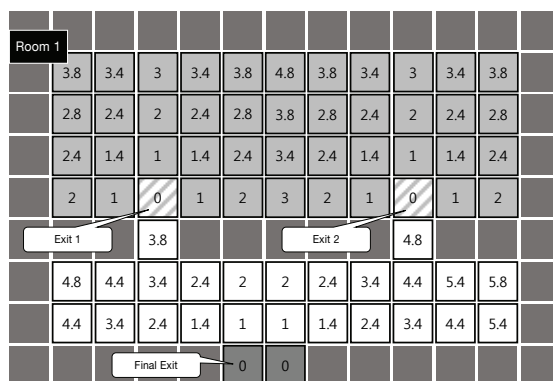 Room 1
3.8 3.4 3 3.4 3.8 4.8 3.8 3.4 3 3.4 3.8
2.8 2.4 2 2.4 2.8 3.8 2.8 2.4 2 2.4 2.8
2.4 1.4 1 1.4 2.4 3.4 2.4 1.4 1 1.4 2.4
2 1 0 1 2 3 2 1 0 1 2
Exit 1 3.8 Exit 2 4.8
4.8 4.4 3.4 2.4 2 2 2.4 3.4 4.4 5.4 5.8
4.4 3.4 2.4 1.4 1 1 1.4 2.4 3.4 4.4 5.4
Final Exit 0 0